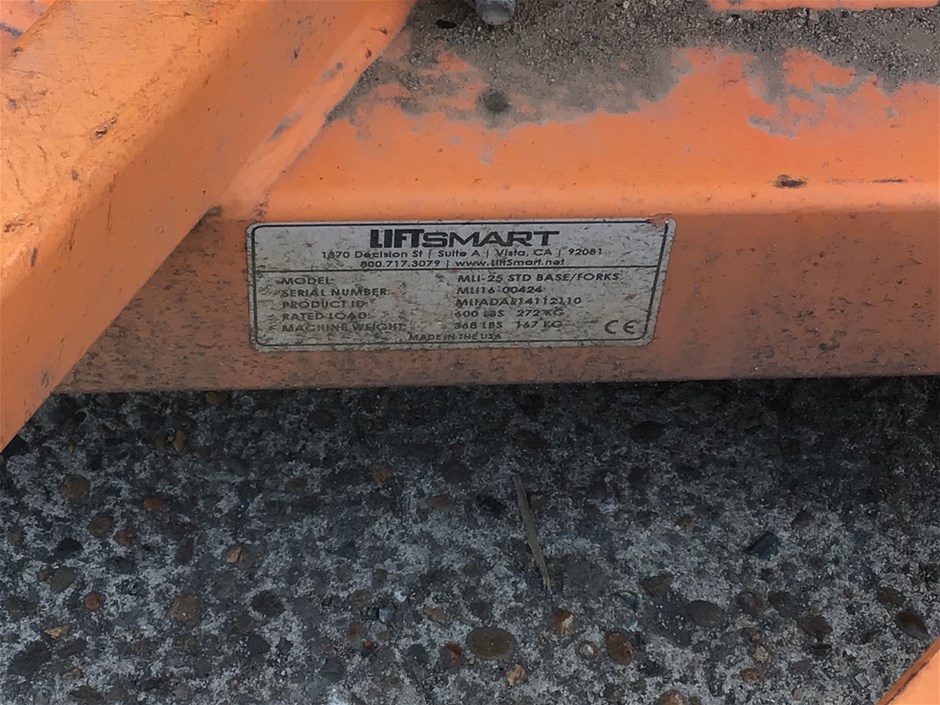 LIFTSMART
1370 Decision St | Suite A | Vista, CA | 92081
800.717.3079 | www.LiftSmart.net
MODEL: MLI-25 STD BASE/FORKS
SERIAL NUMBER: MLI16-00424
PRODUCT ID:
RATED LOAD: 600 LBS 272 KG
MACHINE WEIGHT: 368 LBS 167 KG
CE
MADE IN THE USA